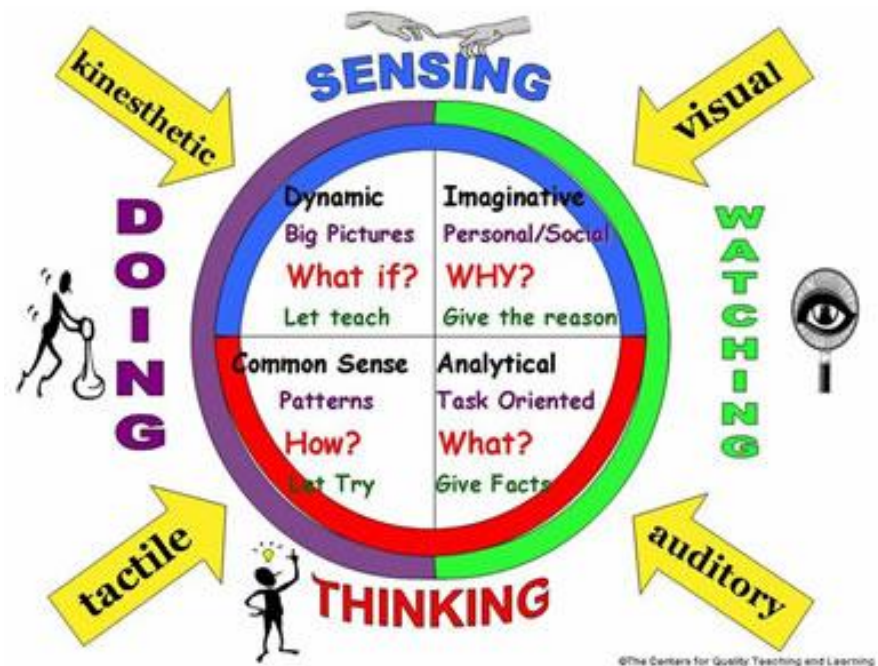 SENSING
kinesthetic
visual
DOING
WATCHING
Dynamic
Big Pictures
What if?
Let teach
Imaginative
Personal/Social
WHY?
Give the reason
Common Sense
Patterns
How?
Let Try
Analytical
Task Oriented
What?
Give Facts
tactile
auditory
THINKING
©The Centers for Quality Teaching and Learning